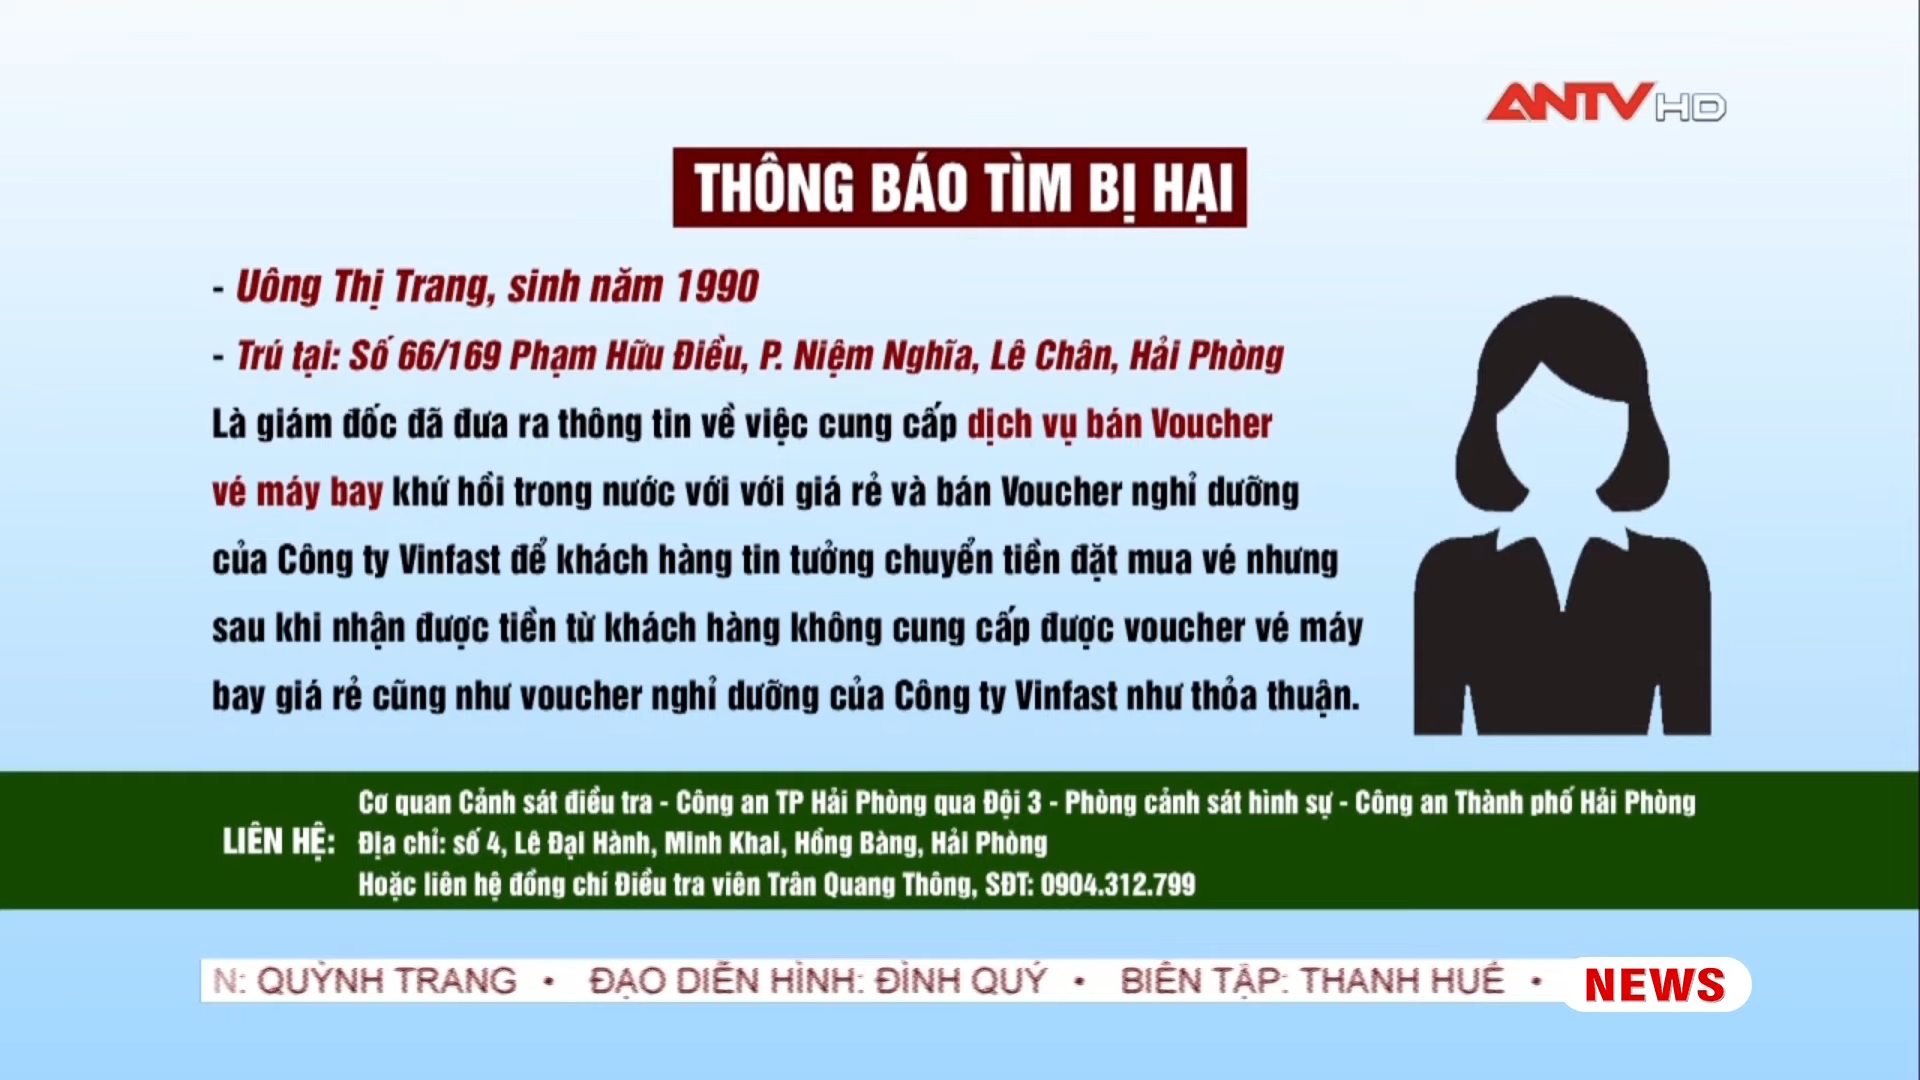 ANTV HD
THÔNG BÁO TÌM BỊ HẠI
- Uông Thị Trang, sinh năm 1990
- Trú tại: Số 66/169 Phạm Hữu Điều, P. Niệm Nghĩa, Lê Chân, Hải Phòng
Là giám đốc đã đưa ra thông tin về việc cung cấp dịch vụ bán Voucher
vé máy bay khứ hồi trong nước với với giá rẻ và bán Voucher nghỉ dưỡng
của Công ty Vinfast để khách hàng tin tưởng chuyển tiền đặt mua vé nhưng
sau khi nhận được tiền từ khách hàng không cung cấp được voucher vé máy
bay giá rẻ cũng như voucher nghỉ dưỡng của Công ty Vinfast như thỏa thuận.
LIÊN HỆ:
Cơ quan Cảnh sát điều tra - Công an TP Hải Phòng qua Đội 3 - Phòng cảnh sát hình sự - Công an Thành phố Hải Phòng
Địa chỉ: số 4, Lê Đại Hành, Minh Khai, Hồng Bàng, Hải Phòng
Hoặc liên hệ đồng chí Điều tra viên Trân Quang Thông, SĐT: 0904.312.799
N: QUỲNH TRANG • ĐẠO DIỄN HÌNH: ĐÌNH QUÝ • BIÊN TẬP: THANH HUẾ •
NEWS